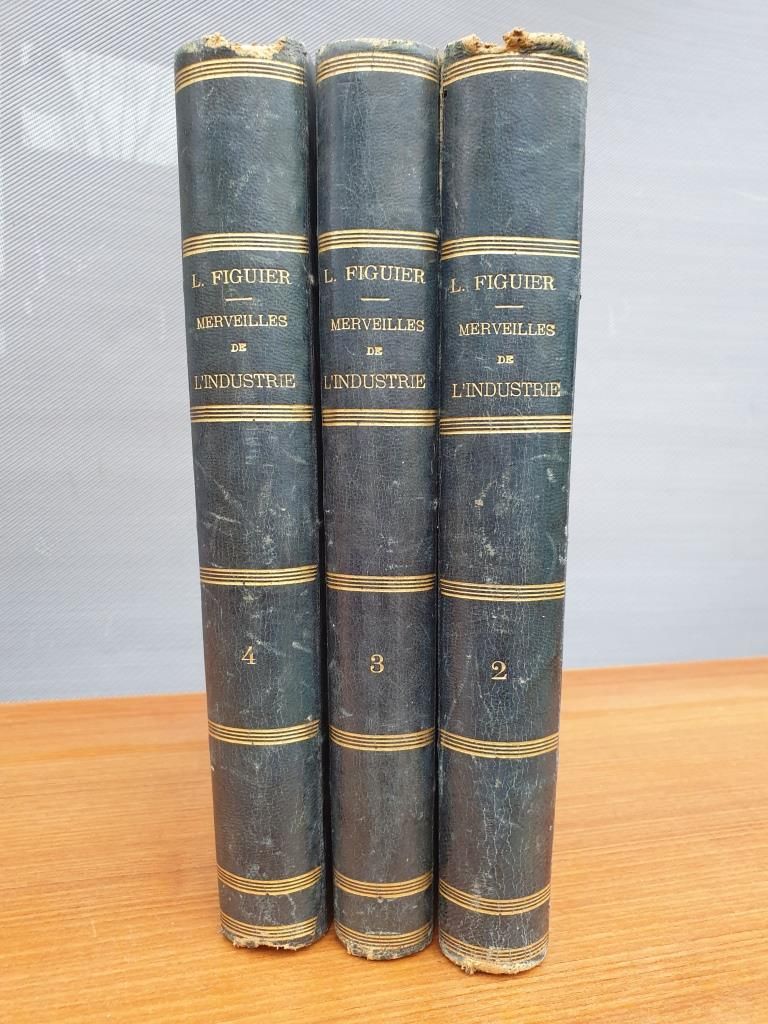 L. FIGUIER
MERVEILLES
DE
L'INDUSTRIE
4
L. FIGUIER
MERVEILLES
DE
L'INDUSTRIE
3
L. FIGUIER
MERVEILLES
DE
L'INDUSTRIE
2